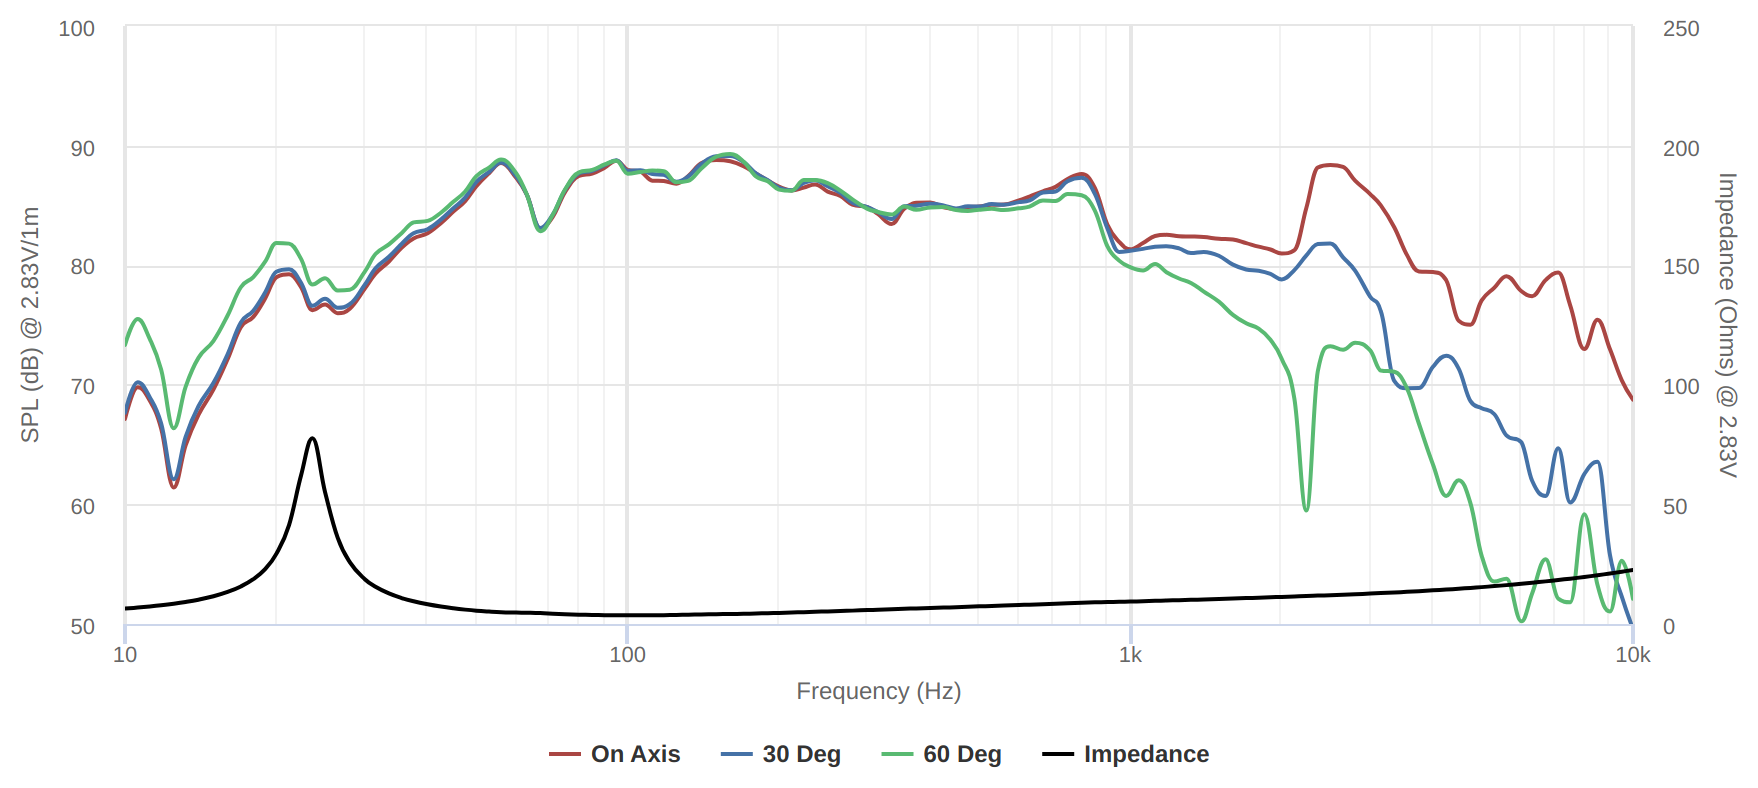 100
90
80
70
60
50
SPL (dB) @ 2.83V/1m
250
200
150
100
50
0
Impedance (Ohms) @ 2.83V
10
100
1k
10k
Frequency (Hz)
On Axis
30 Deg
60 Deg
Impedance